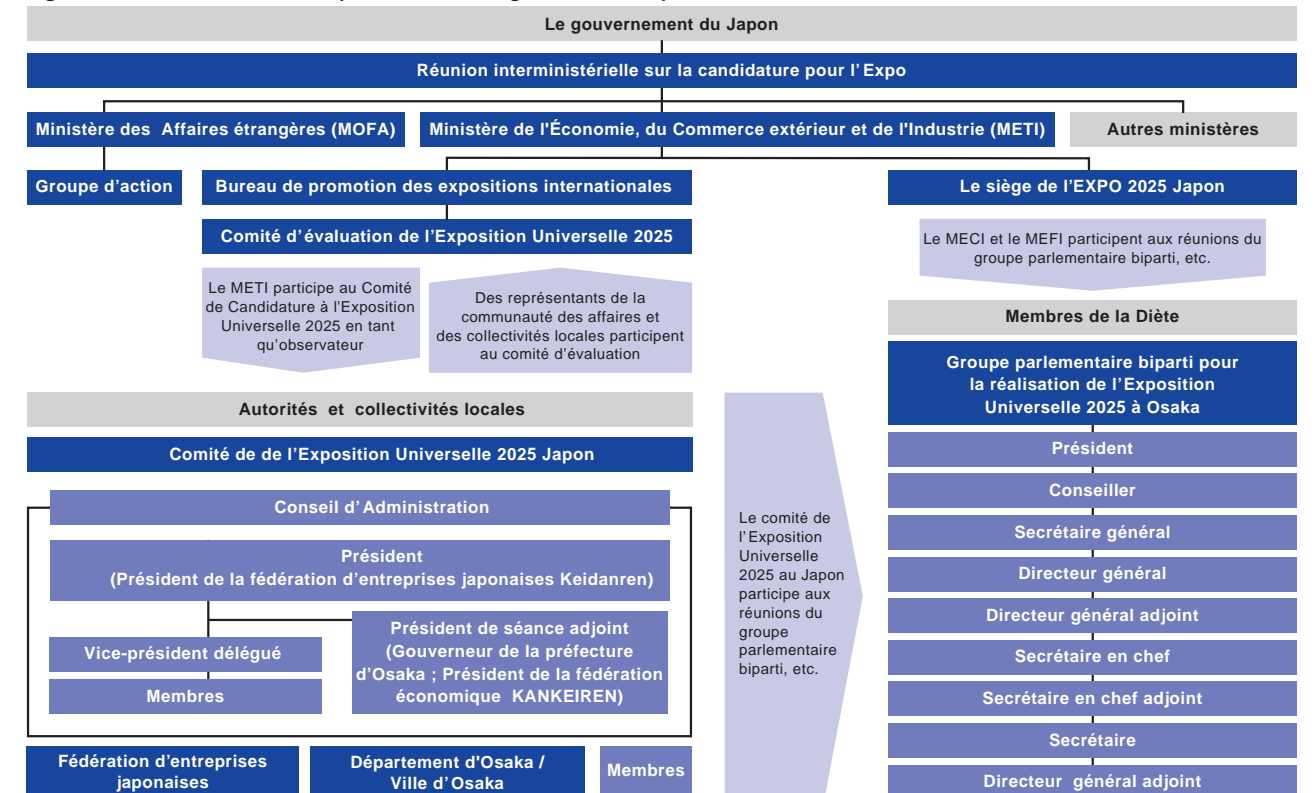 Le gouvernement du Japon
Réunion interministérielle sur la candidature pour l’Expo
Ministère des Affaires étrangères (MOFA)
Ministère de l'Économie, du Commerce extérieur et de l'Industrie (METI)
Autres ministères
Groupe d’action
Bureau de promotion des expositions internationales
Le siège de l’EXPO 2025 Japon
Comité d’évaluation de l’Exposition Universelle 2025
Le MECI et le MEFI participent aux réunions du
groupe parlementaire biparti, etc.
Le METI participe au Comité
de Candidature à l'Exposition
Universelle 2025 en tant
qu’observateur
Des représentants de la
communauté des affaires et
des collectivités locales participent
au comité d’évaluation
Membres de la Diète
Groupe parlementaire biparti pour
la réalisation de l’Exposition
Universelle 2025 à Osaka
Président
Conseiller
Secrétaire général
Directeur général
Directeur général adjoint
Secrétaire en chef
Secrétaire en chef adjoint
Secrétaire
Directeur général adjoint
Autorités et collectivités locales
Comité de de l’Exposition Universelle 2025 Japon
Conseil d’Administration
Président
(Président de la fédération d’entreprises japonaises Keidanren)
Vice-président délégué
Membres
Président de séance adjoint
(Gouverneur de la préfecture
d’Osaka ; Président de la fédération
économique KANKEIREN)
Le comité de
l’Exposition
Universelle
2025 au Japon
participe aux
réunions du
groupe
parlementaire
biparti, etc.
Fédération d’entreprises
japonaises
Département d'Osaka /
Ville d’Osaka
Membres